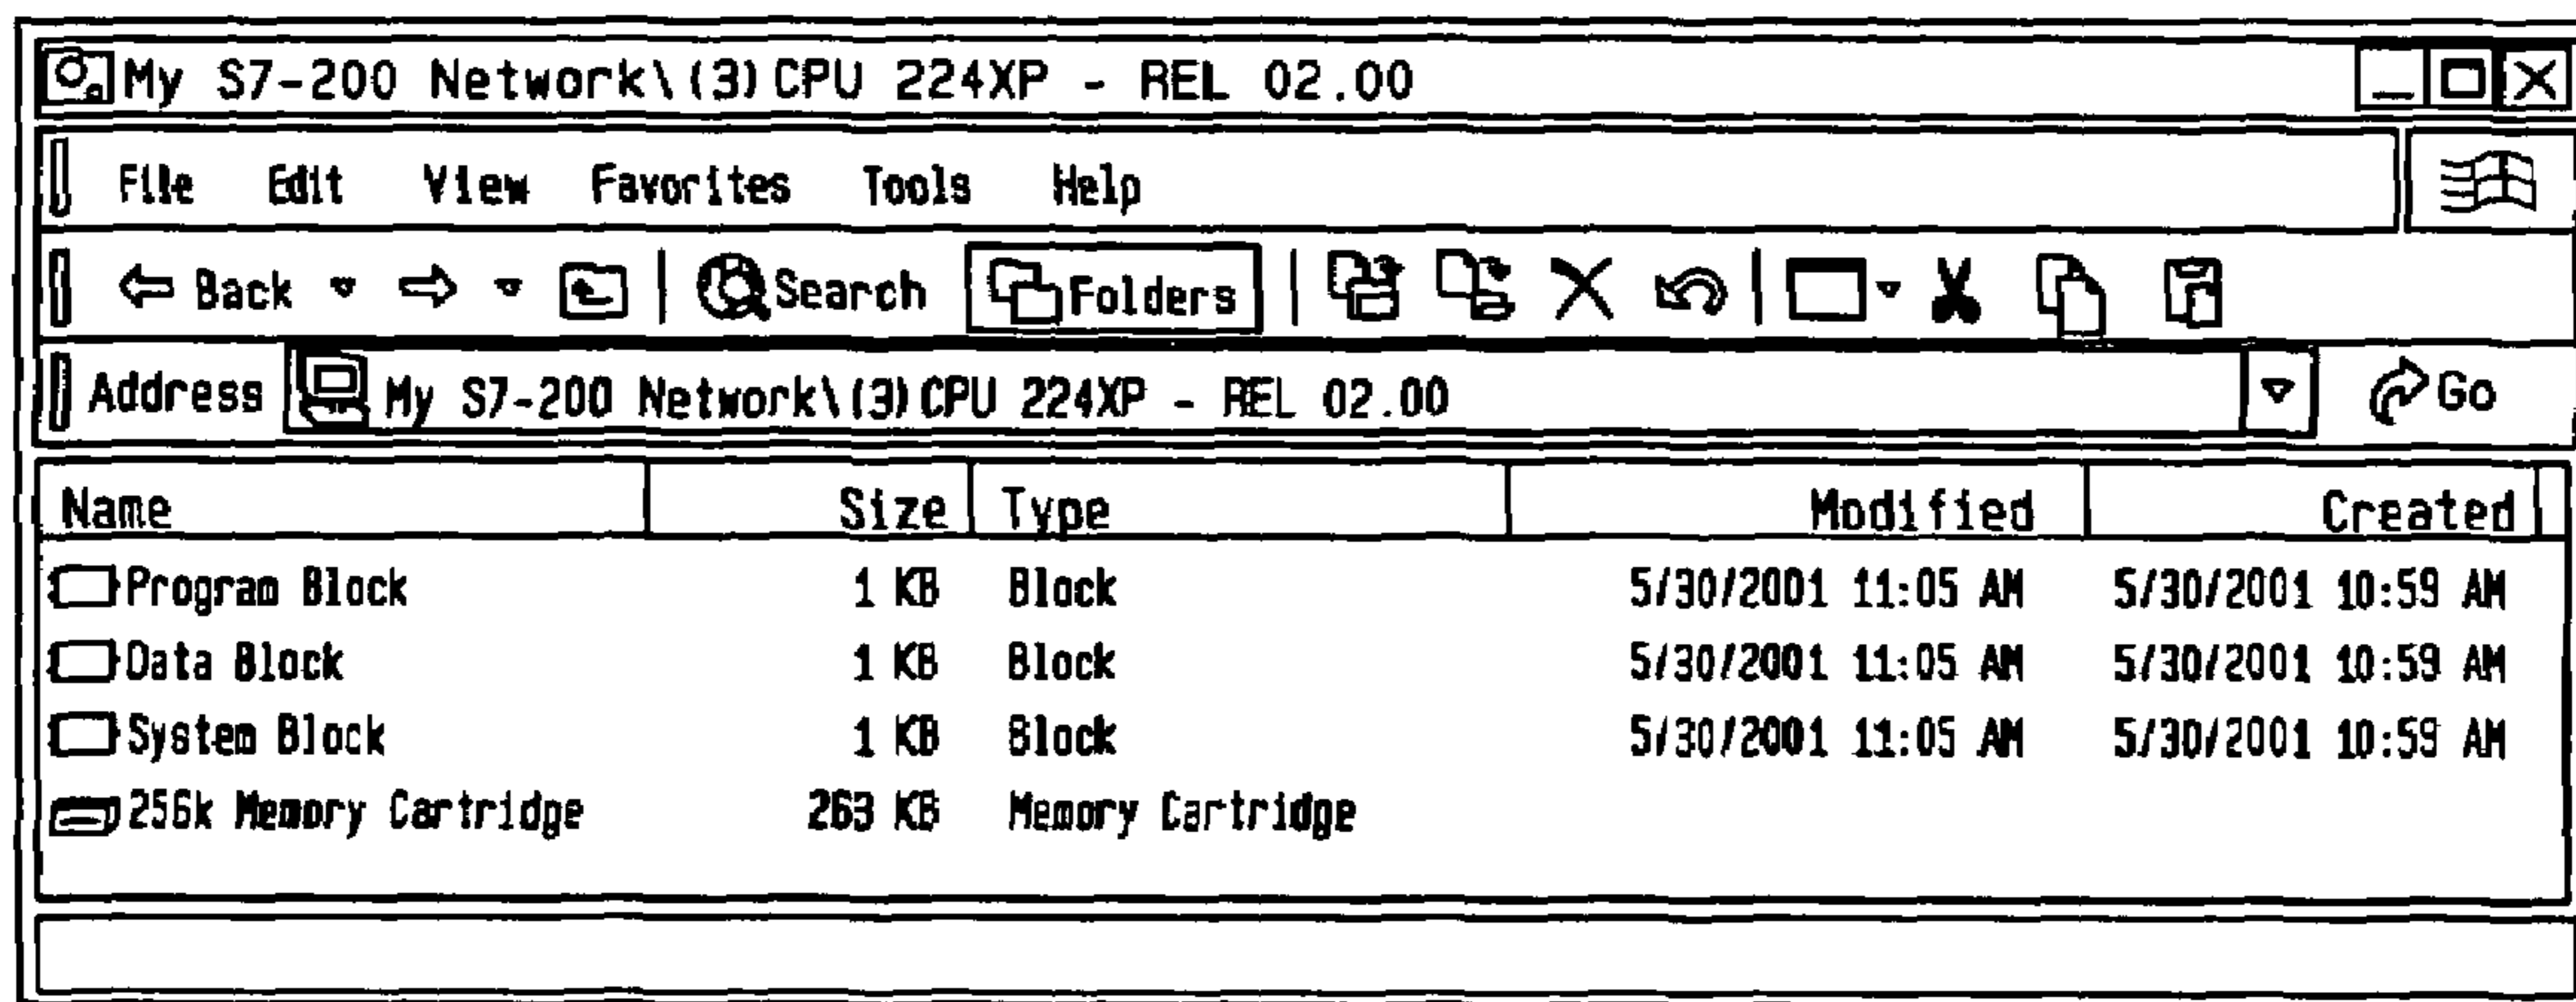 My S7-200 Network\(3)CPU 224XP - REL 02.00
File Edit View Favorites Tools Help
Back Search Folders
Address My S7-200 Network\(3)CPU 224XP - REL 02.00 Go
Name Size Type Modified Created
Program Block 1 KB Block 5/30/2001 11:05 AM 5/30/2001 10:59 AM
Data Block 1 KB Block 5/30/2001 11:05 AM 5/30/2001 10:59 AM
System Block 1 KB Block 5/30/2001 11:05 AM 5/30/2001 10:59 AM
256k Memory Cartridge 263 KB Memory Cartridge